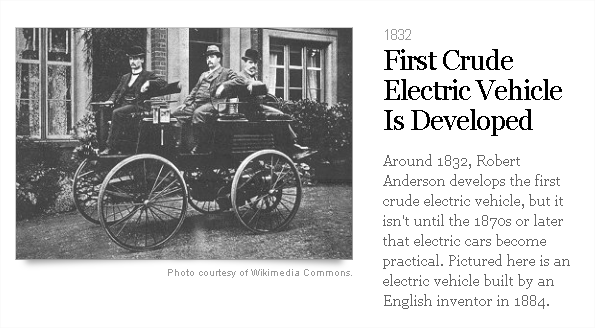 1832
First Crude
Electric Vehicle
Is Developed
Around 1832, Robert
Anderson develops the first
crude electric vehicle, but it
isn't until the 1870s or later
that electric cars become
practical. Pictured here is an
electric vehicle built by an
English inventor in 1884.
Photo courtesy of Wikimedia Commons.